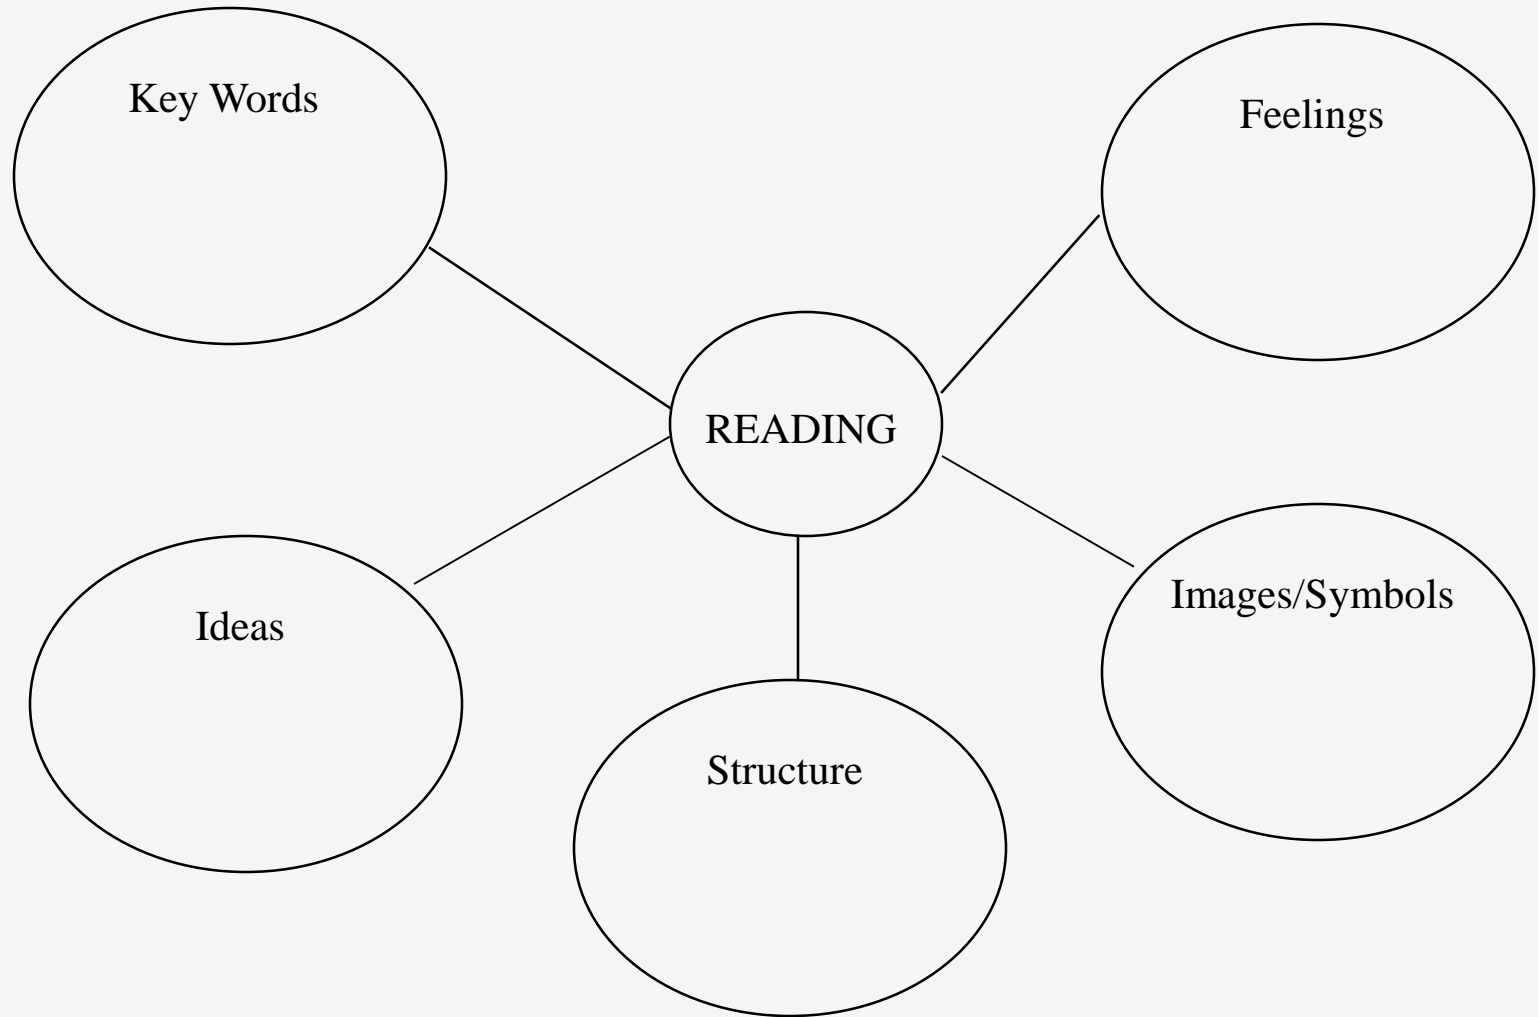 Key Words
Feelings
READING
Ideas
Images/Symbols
Structure